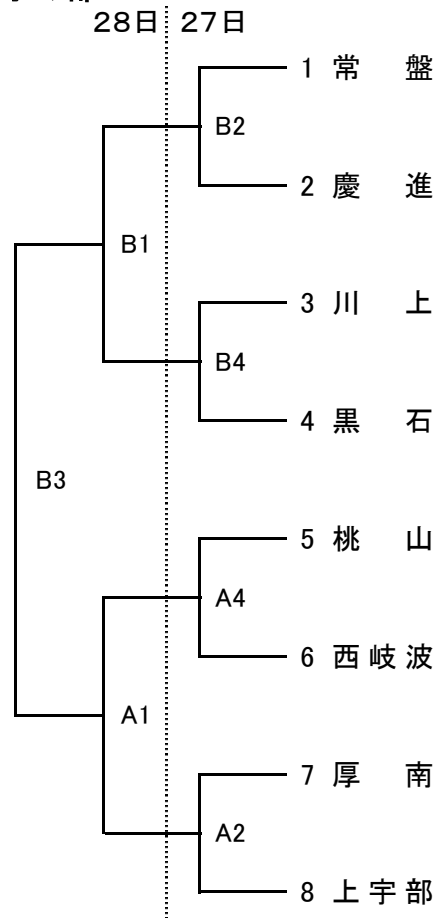 28日 27日
1 常 盤
B2
2 慶 進
B1
3 川 上
B4
4 黒 石
B3
5 桃 山
A4
6 西岐波
A1
7 厚 南
A2
8 上宇部